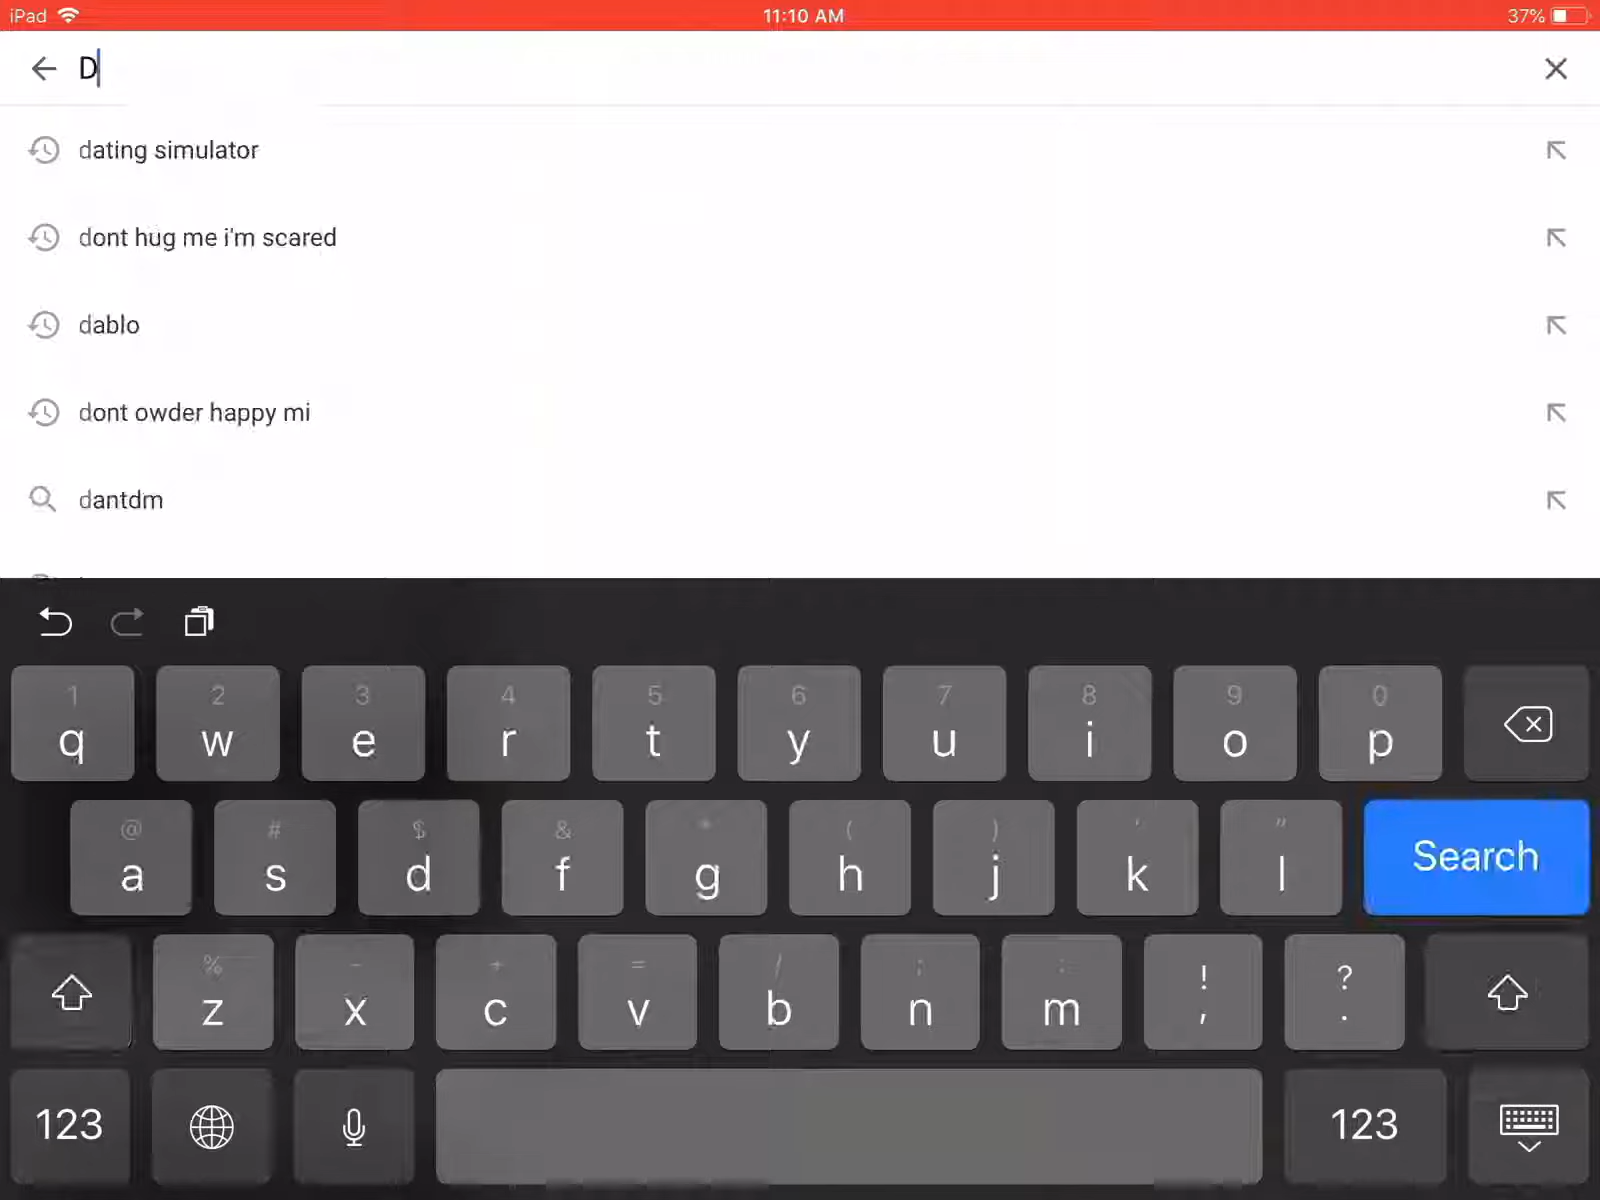 iPad 11:10 AM 37%
D
dating simulator
dont hug me i'm scared
dablo
dont owder happy mi
dantdm
1 2 3 4 5 6 7 8 9 0
q w e r t y u i o p
@ # $ & * ( ) ' "
a s d f g h j k l Search
% - + = / ; : ! ?
z x c v b n m , .
123 123